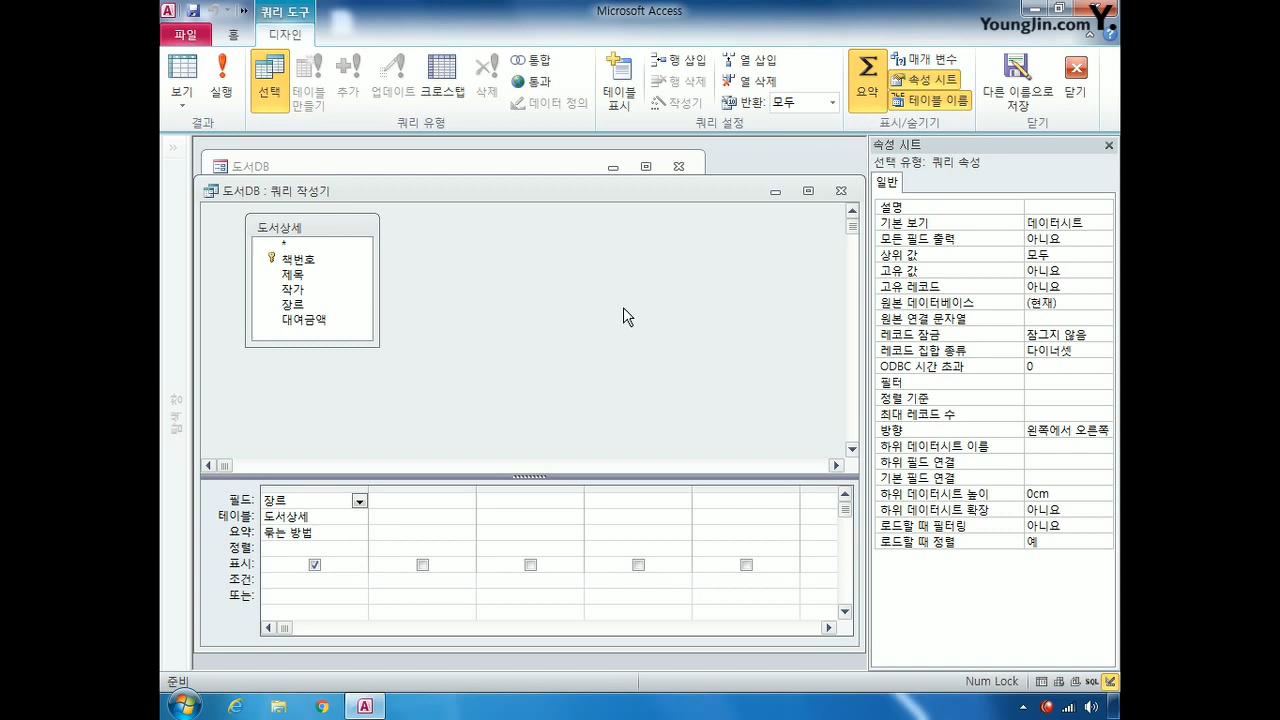 쿼리 도구
Microsoft Access
Younglin.com Y.
파일
홈
디자인
보기
실행
선택
테이블 만들기
추가
업데이트
크로스탭
삭제
통합
통과
데이터 정의
테이블 표시
행 삽입
행 삭제
작성기
열 삽입
열 삭제
반환: 모두
요약
매개 변수
속성 시트
테이블 이름
다른 이름으로 저장
닫기
결과
쿼리 유형
쿼리 설정
표시/숨기기
닫기
탐색 창
도서DB
도서DB : 쿼리 작성기
도서상세
*
책번호
제목
작가
장르
대여금액
필드: 장르
테이블: 도서상세
요약: 묶는 방법
정렬:
표시:
조건:
또는:
속성 시트
선택 유형: 쿼리 속성
일반
설명
기본 보기 데이터시트
모든 필드 출력 아니요
상위 값 모두
고유 값 아니요
고유 레코드 아니요
원본 데이터베이스 (현재)
원본 연결 문자열
레코드 잠금 잠그지 않음
레코드 집합 종류 다이너셋
ODBC 시간 초과 0
필터
정렬 기준
최대 레코드 수
방향 왼쪽에서 오른쪽
하위 데이터시트 이름
하위 필드 연결
기본 필드 연결
하위 데이터시트 높이 0cm
하위 데이터시트 확장 아니요
로드할 때 필터링 아니요
로드할 때 정렬 예
준비
Num Lock
SQL